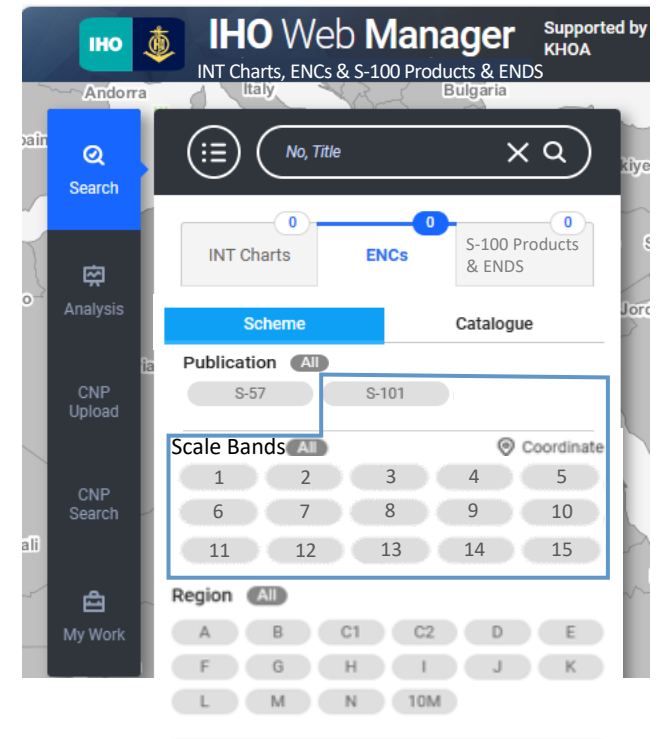 IHO
IHO Web Manager
Supported by
KHOA
INT Charts, ENCs & S-100 Products & ENDS
Andorra
Italy
Bulgaria
Search
No, Title
0
0
0
INT Charts
ENCs
S-100 Products
& ENDS
Analysis
Scheme
Catalogue
Publication All
S-57 S-101
CNP
Upload
Scale Bands All
Coordinate
1 2 3 4 5
6 7 8 9 10
11 12 13 14 15
CNP
Search
Region All
My Work
A B C1 C2 D E
F G H I J K
L M N 10M